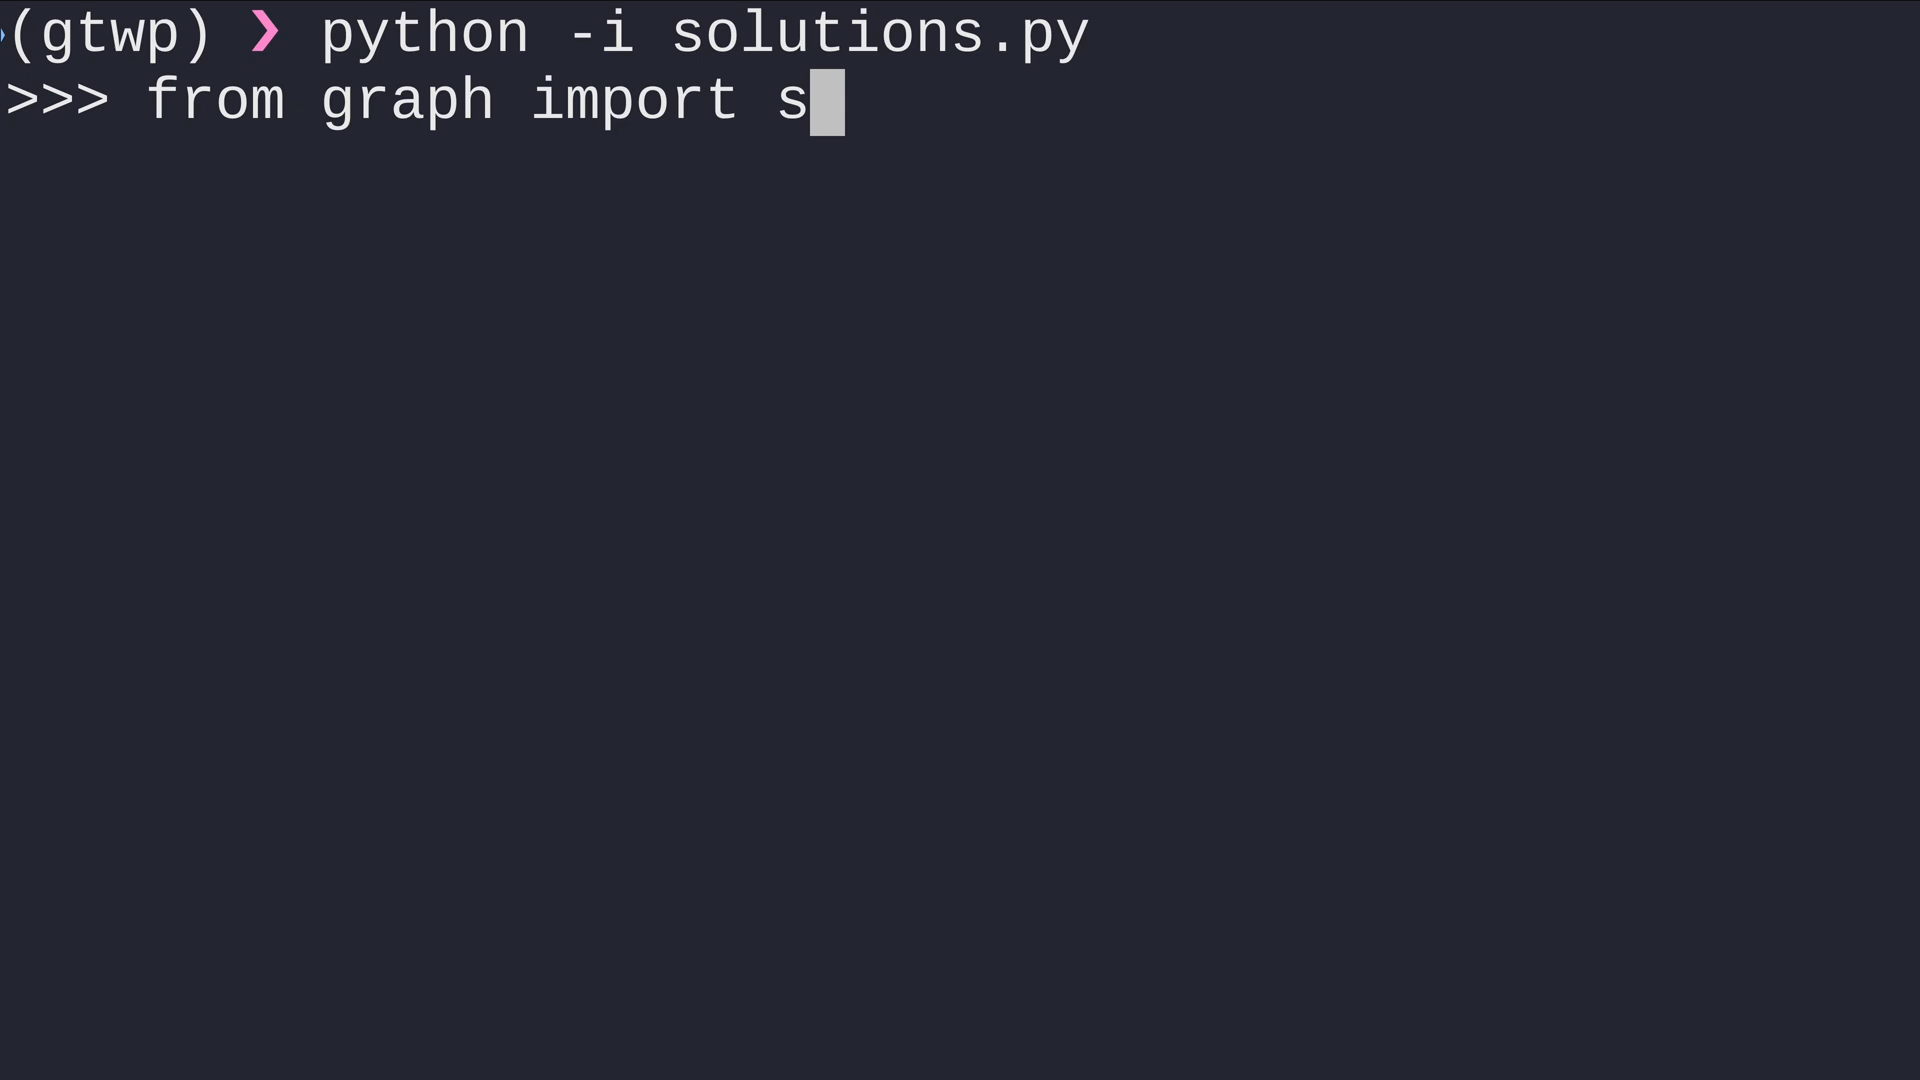 (gtwp) ❯ python -i solutions.py
>>> from graph import s